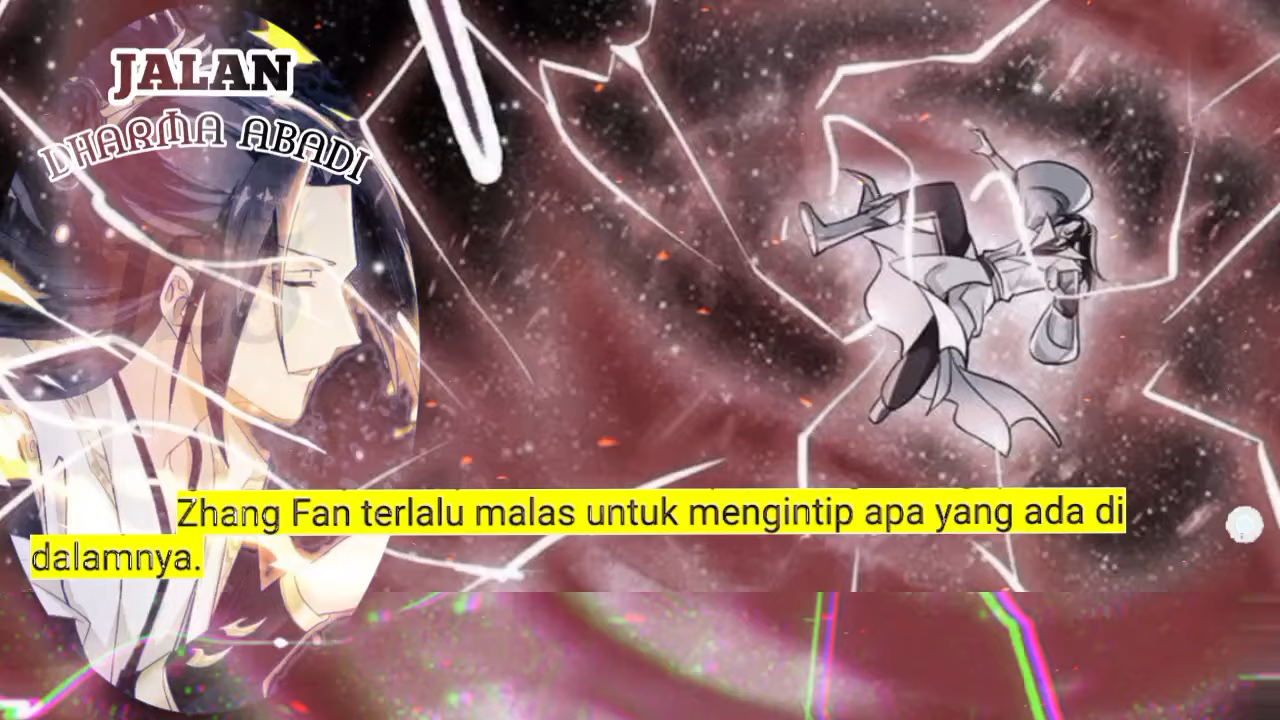 JALAN
DHARMA ABADI
Zhang Fan terlalu malas untuk mengintip apa yang ada di
dalamnya.